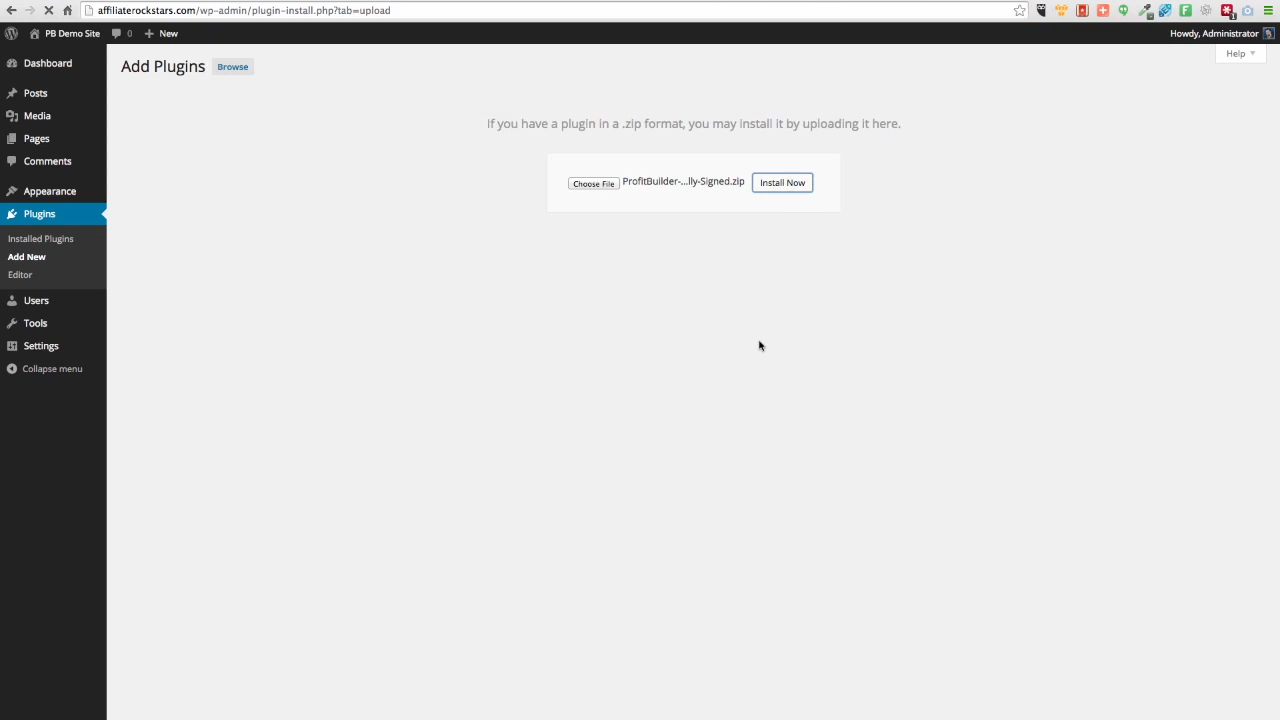 affiliaterockstars.com/wp-admin/plugin-install.php?tab=upload
PB Demo Site 0 New Howdy, Administrator
Help
Add Plugins Browse
Dashboard
Posts
Media
Pages
Comments
Appearance
Plugins
Installed Plugins
Add New
Editor
Users
Tools
Settings
Collapse menu
If you have a plugin in a .zip format, you may install it by uploading it here.
Choose File ProfitBuilder-...lly-Signed.zip Install Now